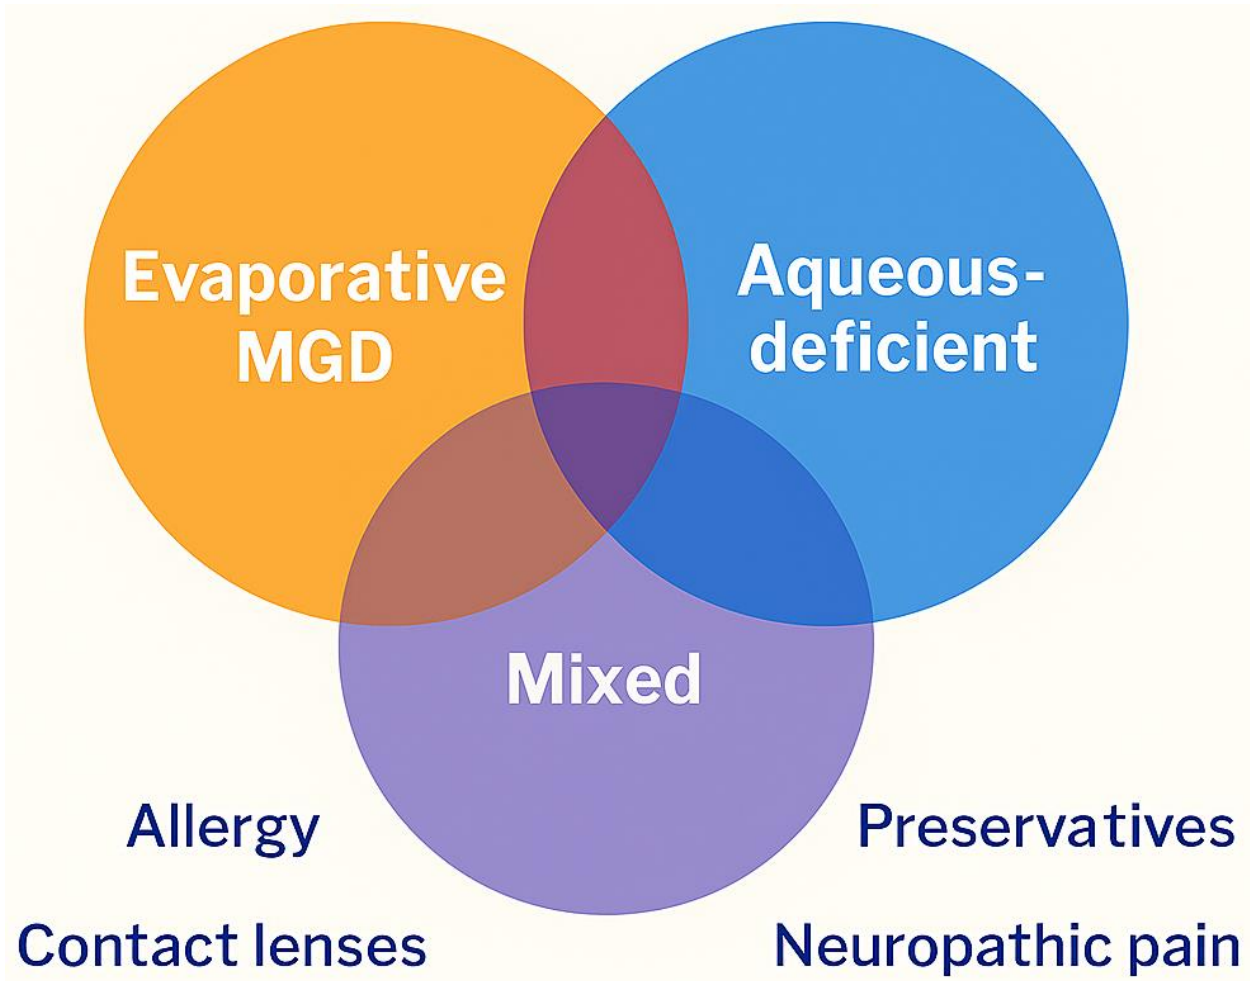 Evaporative
MGD
Aqueous-
deficient
Mixed
Allergy
Preservatives
Contact lenses
Neuropathic pain